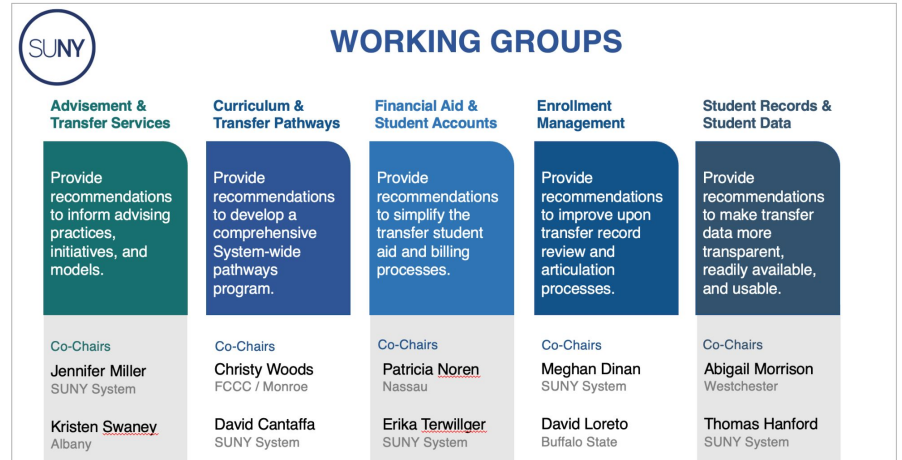 SUNY
WORKING GROUPS
Advisement &
Transfer Services
Provide
recommendations
to inform advising
practices,
initiatives, and
models.
Co-Chairs
Jennifer Miller
SUNY System
Kristen Swaney
Albany
Curriculum &
Transfer Pathways
Provide
recommendations
to develop a
comprehensive
System-wide
pathways
program.
Co-Chairs
Christy Woods
FCCC / Monroe
David Cantaffa
SUNY System
Financial Aid &
Student Accounts
Provide
recommendations
to simplify the
transfer student
aid and billing
processes.
Co-Chairs
Patricia Noren
Nassau
Erika Terwillger
SUNY System
Enrollment
Management
Provide
recommendations
to improve upon
transfer record
review and
articulation
processes.
Co-Chairs
Meghan Dinan
SUNY System
David Loreto
Buffalo State
Student Records &
Student Data
Provide
recommendations
to make transfer
data more
transparent,
readily available,
and usable.
Co-Chairs
Abigail Morrison
Westchester
Thomas Hanford
SUNY System